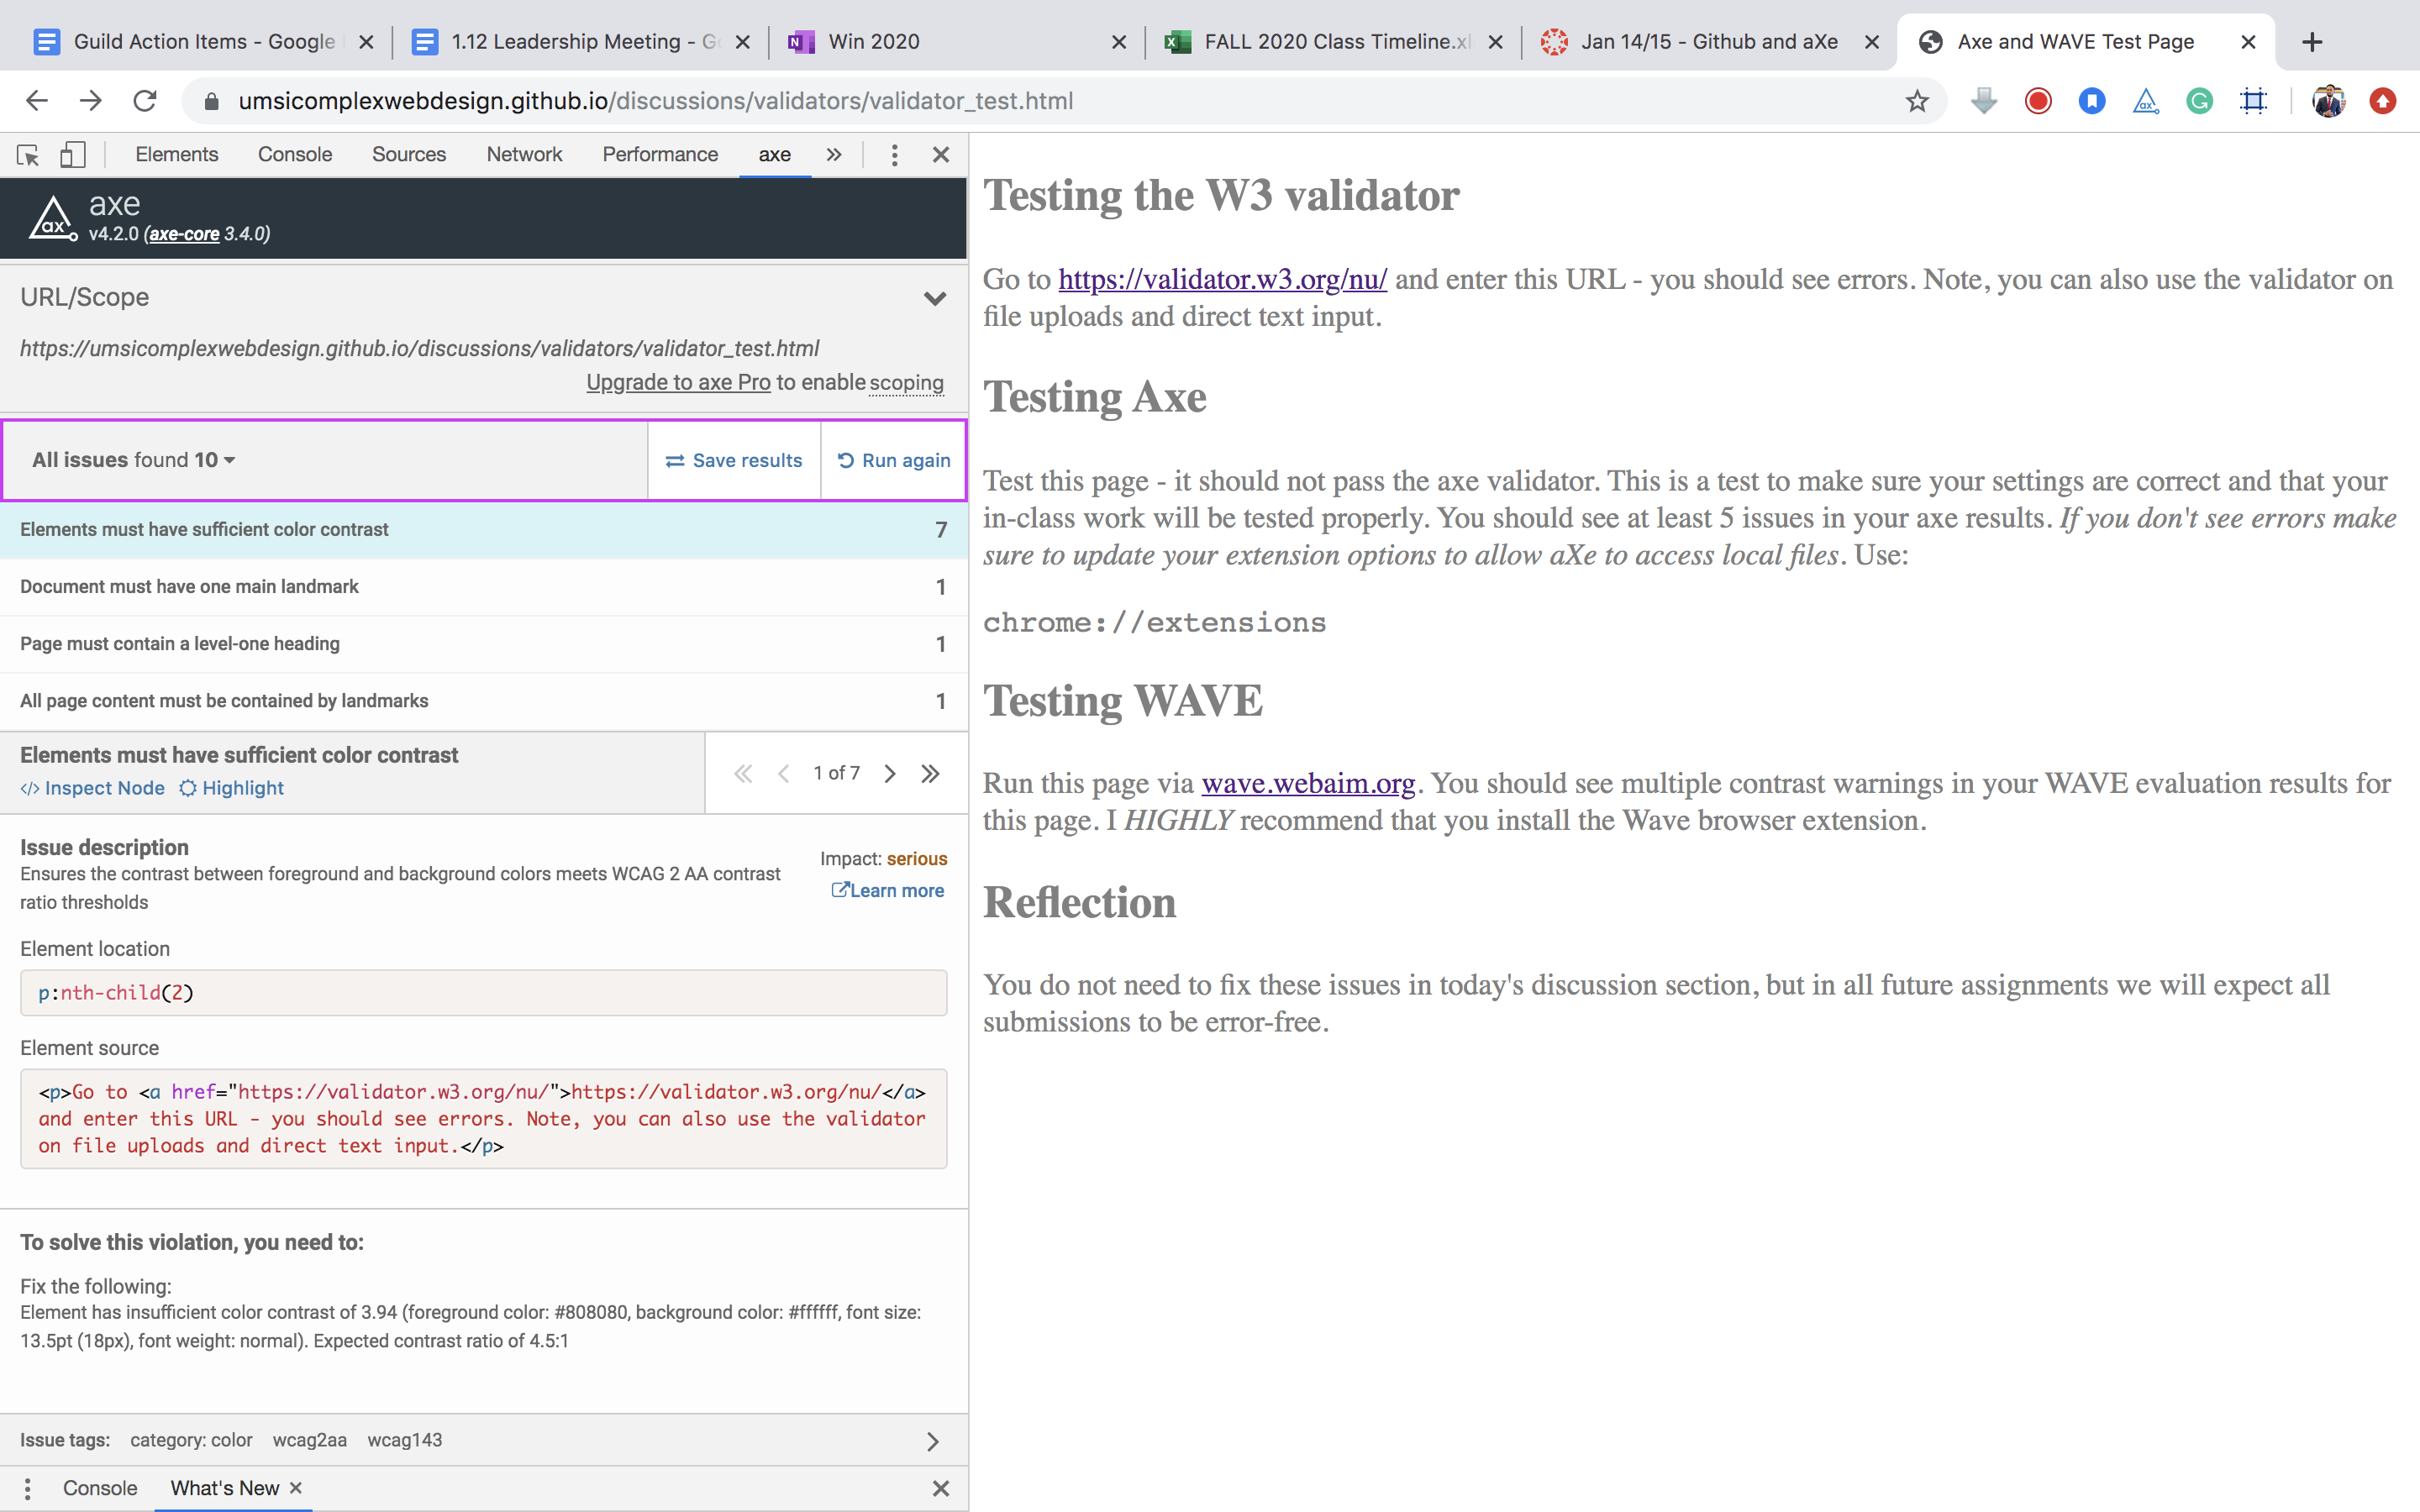 Guild Action Items - Google
1.12 Leadership Meeting - G
Win 2020
FALL 2020 Class Timeline.xl
Jan 14/15 - Github and aXe
Axe and WAVE Test Page
umsicomplexwebdesign.github.io/discussions/validators/validator_test.html
Elements Console Sources Network Performance axe
ax
axe
v4.2.0 (axe-core 3.4.0)
URL/Scope
https://umsicomplexwebdesign.github.io/discussions/validators/validator_test.html
Upgrade to axe Pro to enable scoping
All issues found 10 Save results Run again
Elements must have sufficient color contrast 7
Document must have one main landmark 1
Page must contain a level-one heading 1
All page content must be contained by landmarks 1
Elements must have sufficient color contrast
</> Inspect Node Highlight
1 of 7
Issue description
Ensures the contrast between foreground and background colors meets WCAG 2 AA contrast
ratio thresholds
Impact: serious
Learn more
Element location
p:nth-child(2)
Element source
<p>Go to <a href="https://validator.w3.org/nu/">https://validator.w3.org/nu/</a>
and enter this URL - you should see errors. Note, you can also use the validator
on file uploads and direct text input.</p>
To solve this violation, you need to:
Fix the following:
Element has insufficient color contrast of 3.94 (foreground color: #808080, background color: #ffffff, font size:
13.5pt (18px), font weight: normal). Expected contrast ratio of 4.5:1
Issue tags: category: color wcag2aa wcag143
Console What's New
Testing the W3 validator
Go to https://validator.w3.org/nu/ and enter this URL - you should see errors. Note, you can also use the validator on
file uploads and direct text input.
Testing Axe
Test this page - it should not pass the axe validator. This is a test to make sure your settings are correct and that your
in-class work will be tested properly. You should see at least 5 issues in your axe results. If you don't see errors make
sure to update your extension options to allow aXe to access local files. Use:
chrome://extensions
Testing WAVE
Run this page via wave.webaim.org. You should see multiple contrast warnings in your WAVE evaluation results for
this page. I HIGHLY recommend that you install the Wave browser extension.
Reflection
You do not need to fix these issues in today's discussion section, but in all future assignments we will expect all
submissions to be error-free.